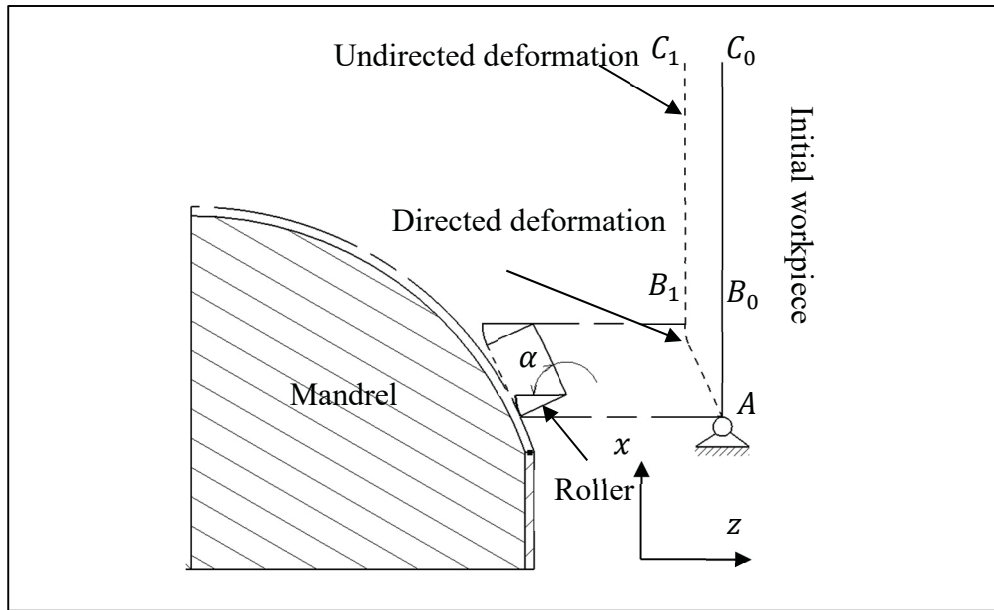 Undirected deformation
C₁
C₀
Initial workpiece
Directed deformation
B₁
B₀
α
Mandrel
A
x
Roller
z